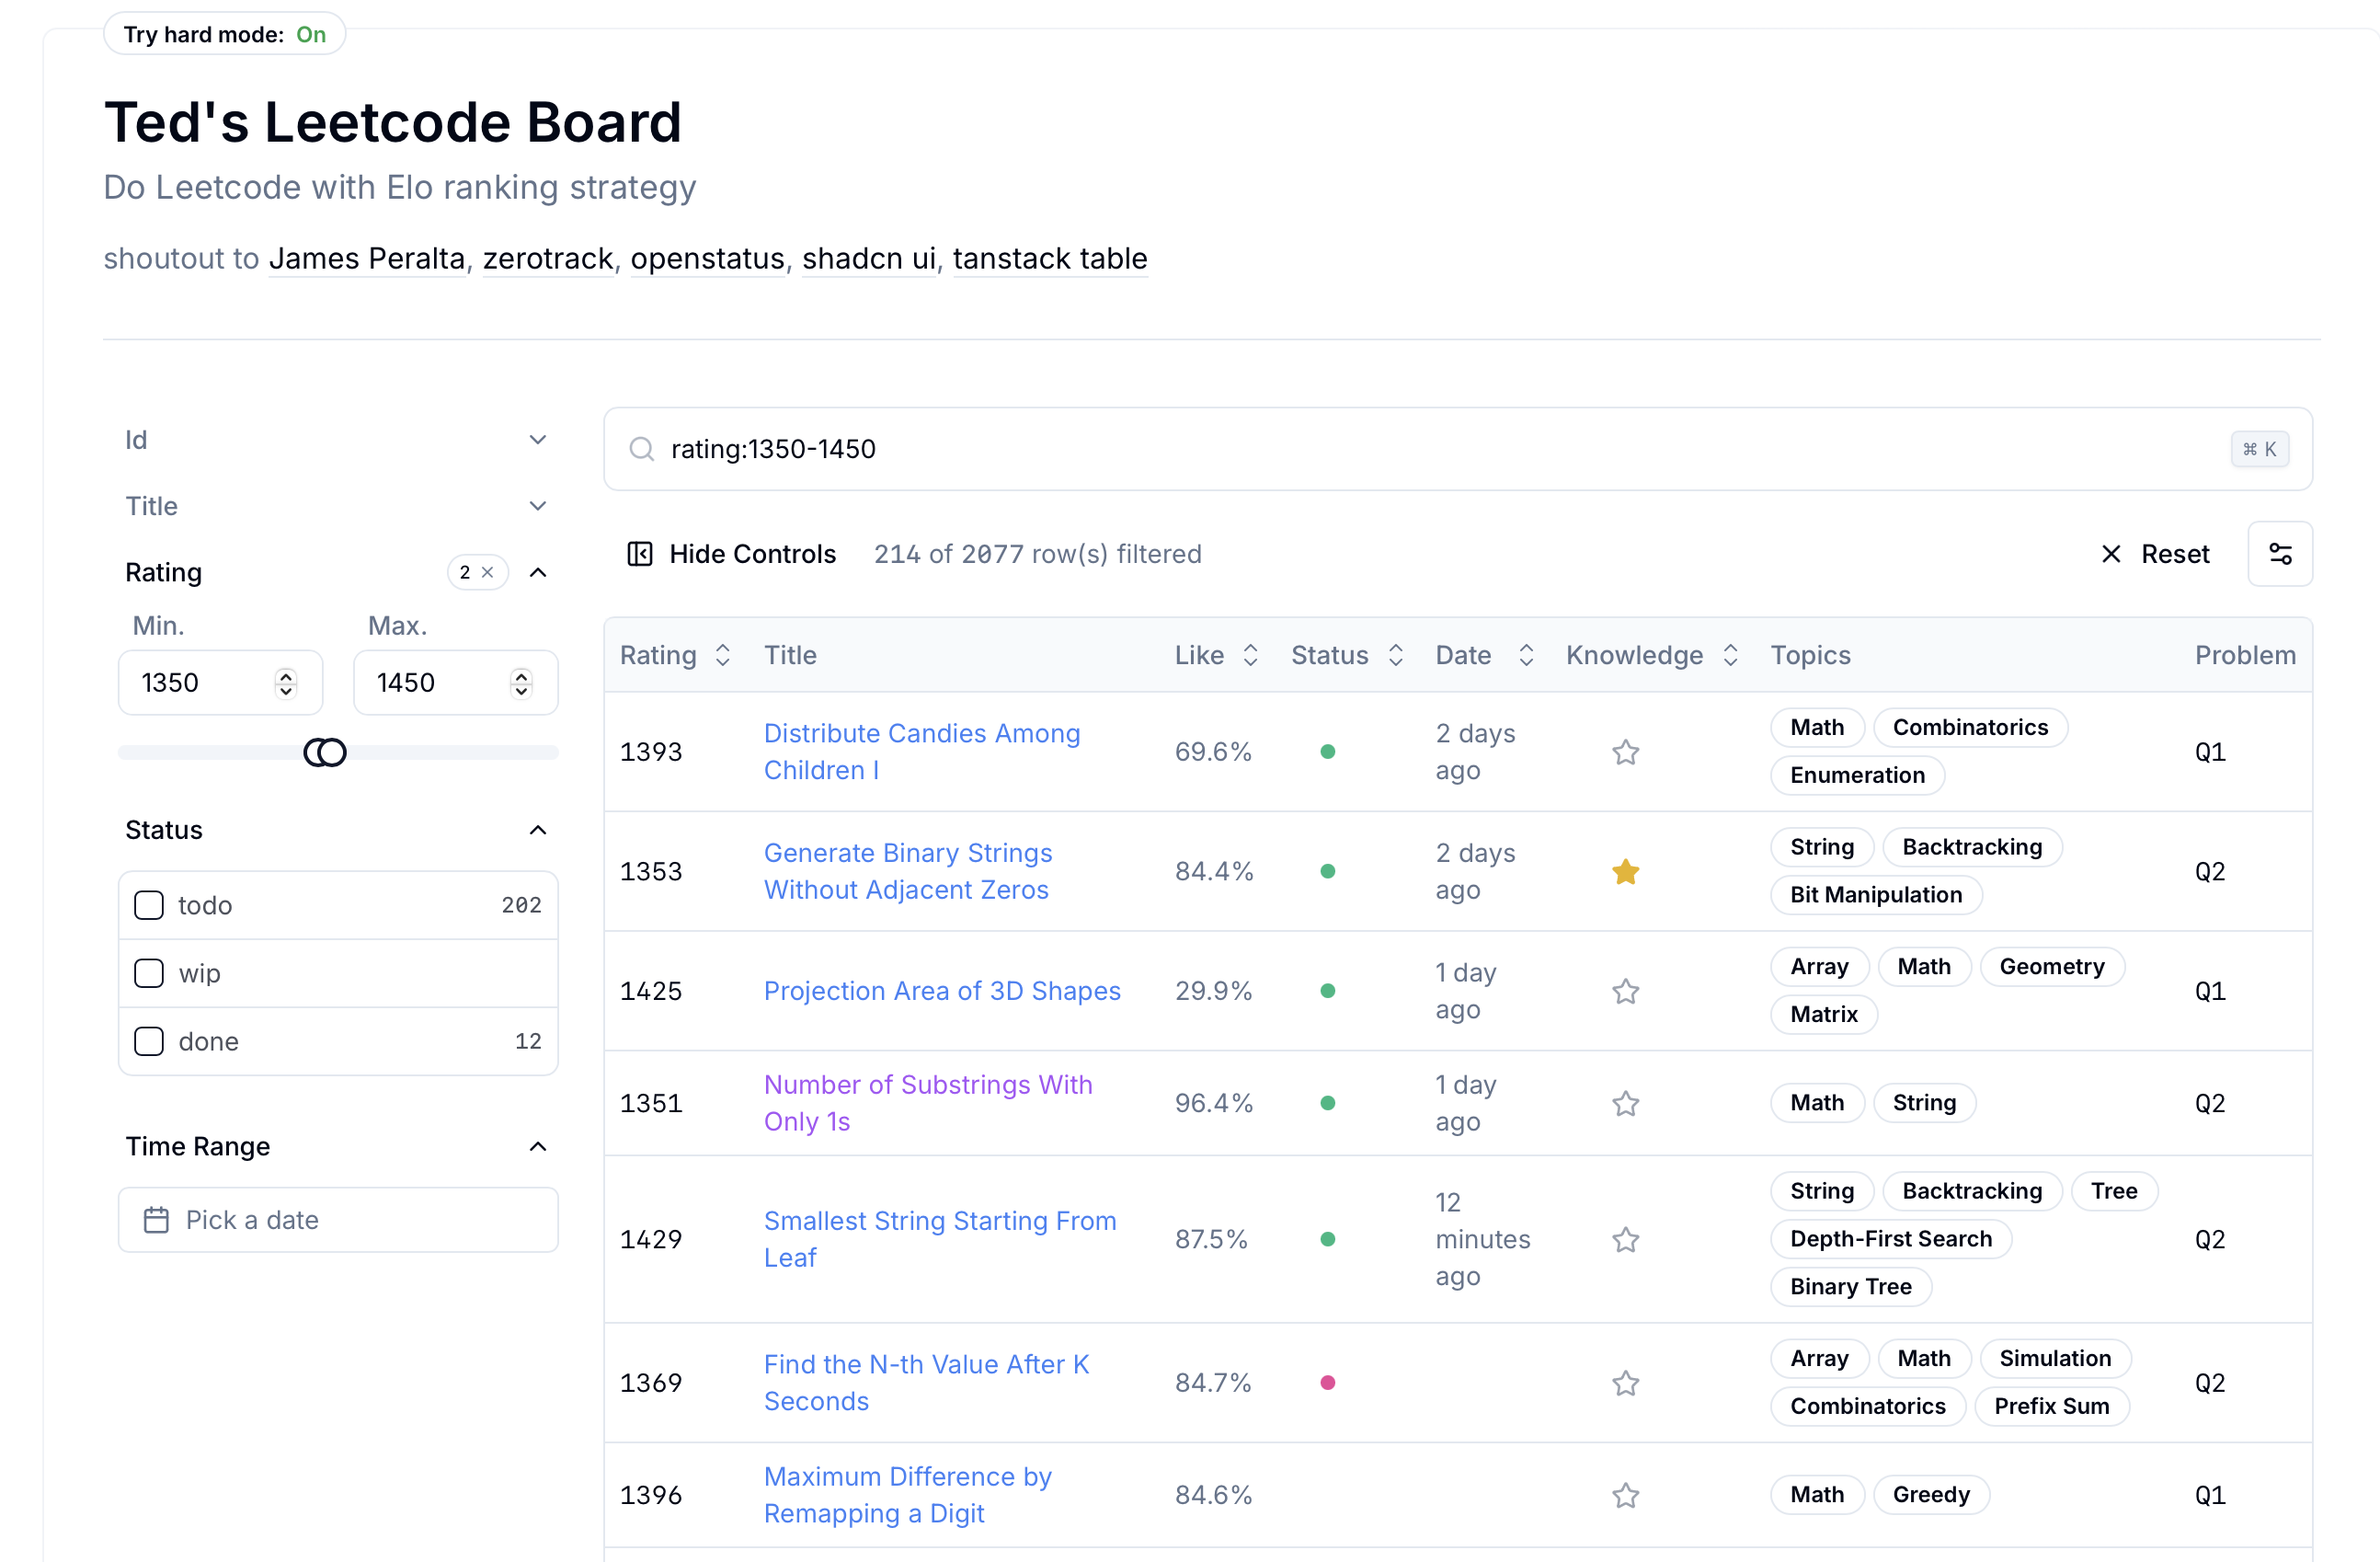 Try hard mode: On
Ted's Leetcode Board
Do Leetcode with Elo ranking strategy
shoutout to James Peralta, zerotrack, openstatus, shadcn ui, tanstack table
Id
Title
Rating 2 ×
Min. Max.
1350 1450
Status
todo 202
wip
done 12
Time Range
Pick a date
rating:1350-1450 ⌘ K
Hide Controls 214 of 2077 row(s) filtered Reset
Rating Title Like Status Date Knowledge Topics Problem
1393 Distribute Candies Among Children I 69.6% 2 days ago Math Combinatorics Enumeration Q1
1353 Generate Binary Strings Without Adjacent Zeros 84.4% 2 days ago String Backtracking Bit Manipulation Q2
1425 Projection Area of 3D Shapes 29.9% 1 day ago Array Math Geometry Matrix Q1
1351 Number of Substrings With Only 1s 96.4% 1 day ago Math String Q2
1429 Smallest String Starting From Leaf 87.5% 12 minutes ago String Backtracking Tree Depth-First Search Binary Tree Q2
1369 Find the N-th Value After K Seconds 84.7% Array Math Simulation Combinatorics Prefix Sum Q2
1396 Maximum Difference by Remapping a Digit 84.6% Math Greedy Q1